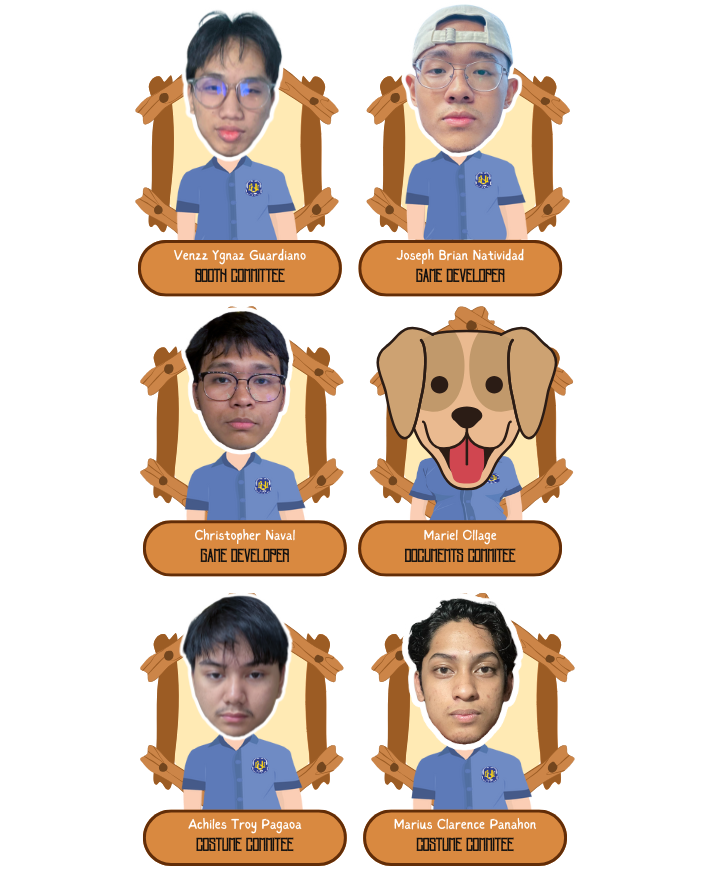 Venzz Ygnaz Guardiano
BOOTH COMMITTEE
Joseph Brian Natividad
GAME DEVELOPER
Christopher Naval
GAME DEVELOPER
Mariel Ollage
DOCUMENTS COMMITEE
Achiles Troy Pagaoa
COSTUME COMMITEE
Marius Clarence Panahon
COSTUME COMMITEE